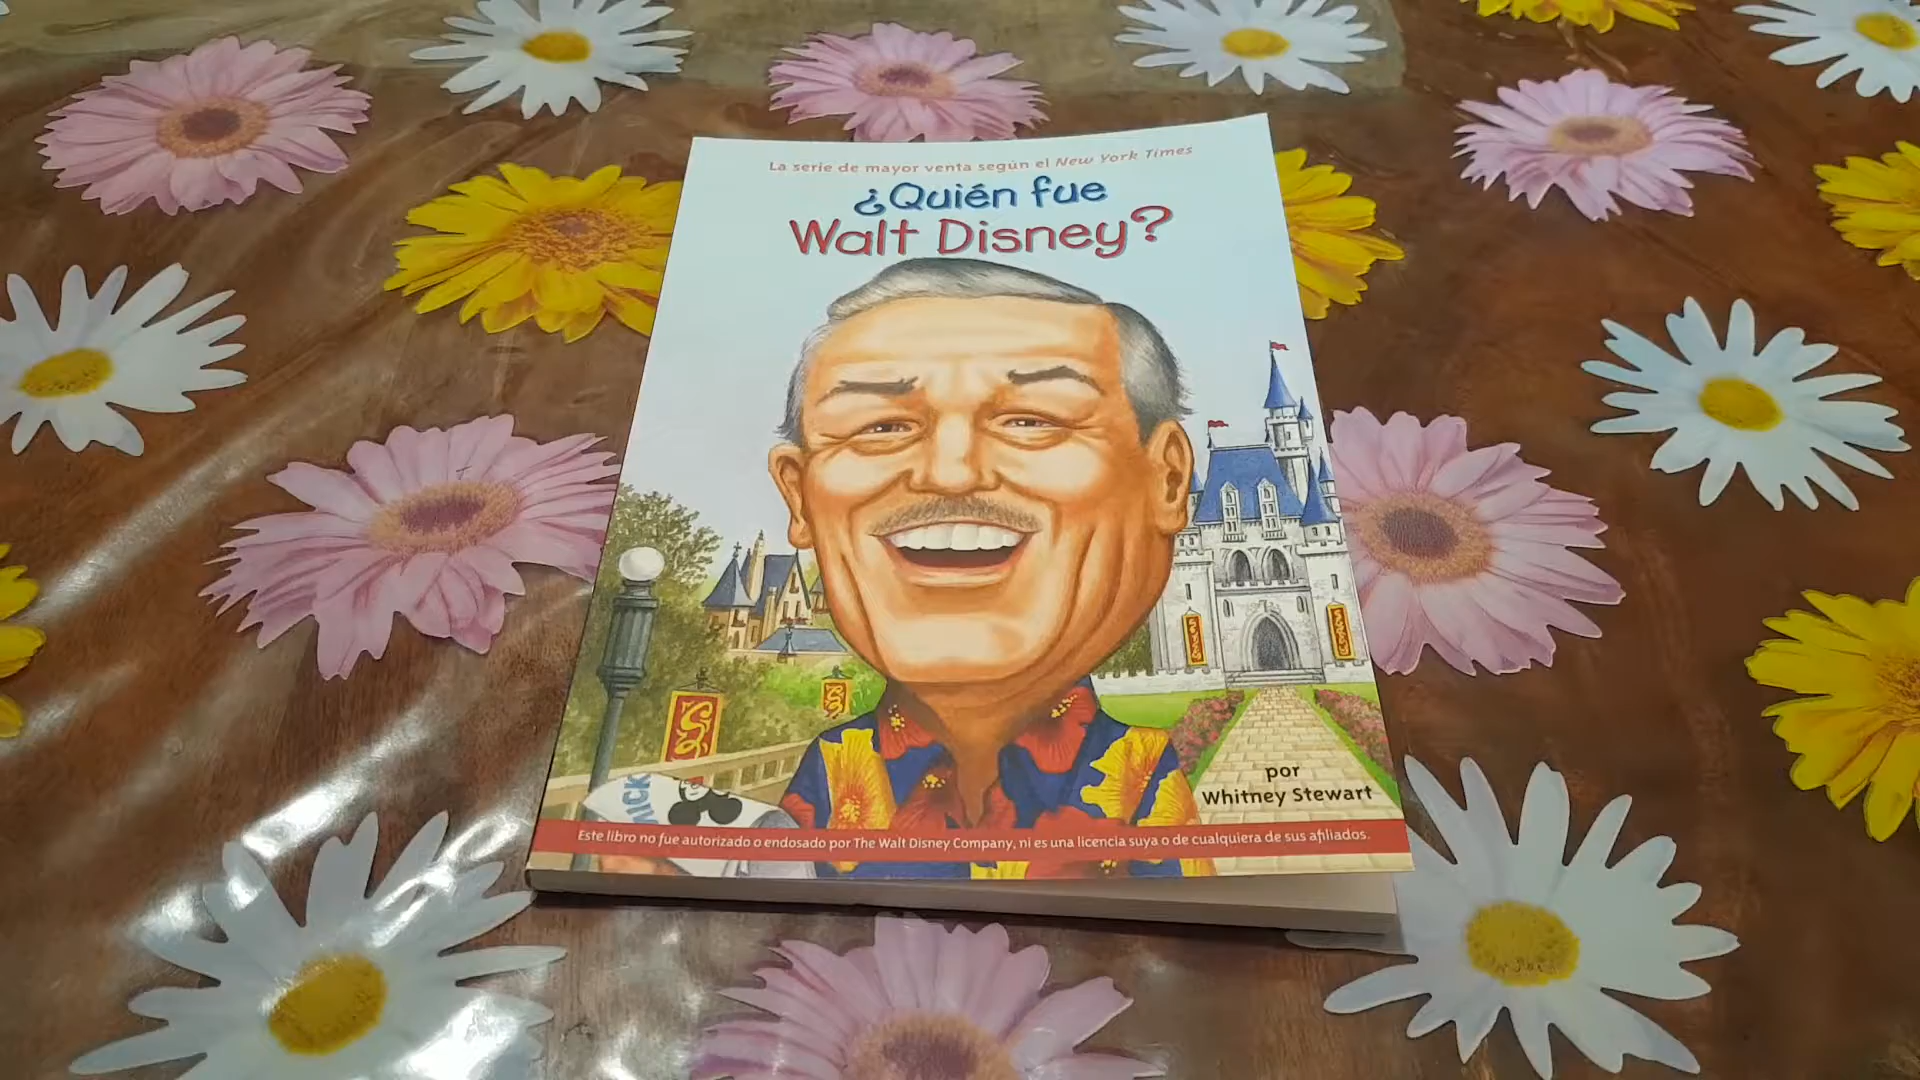 La serie de mayor venta según el New York Times
¿Quién fue
Walt Disney?
MICK
por
Whitney Stewart
Este libro no fue autorizado o endosado por The Walt Disney Company, ni es una licencia suya o de cualquiera de sus afiliados.